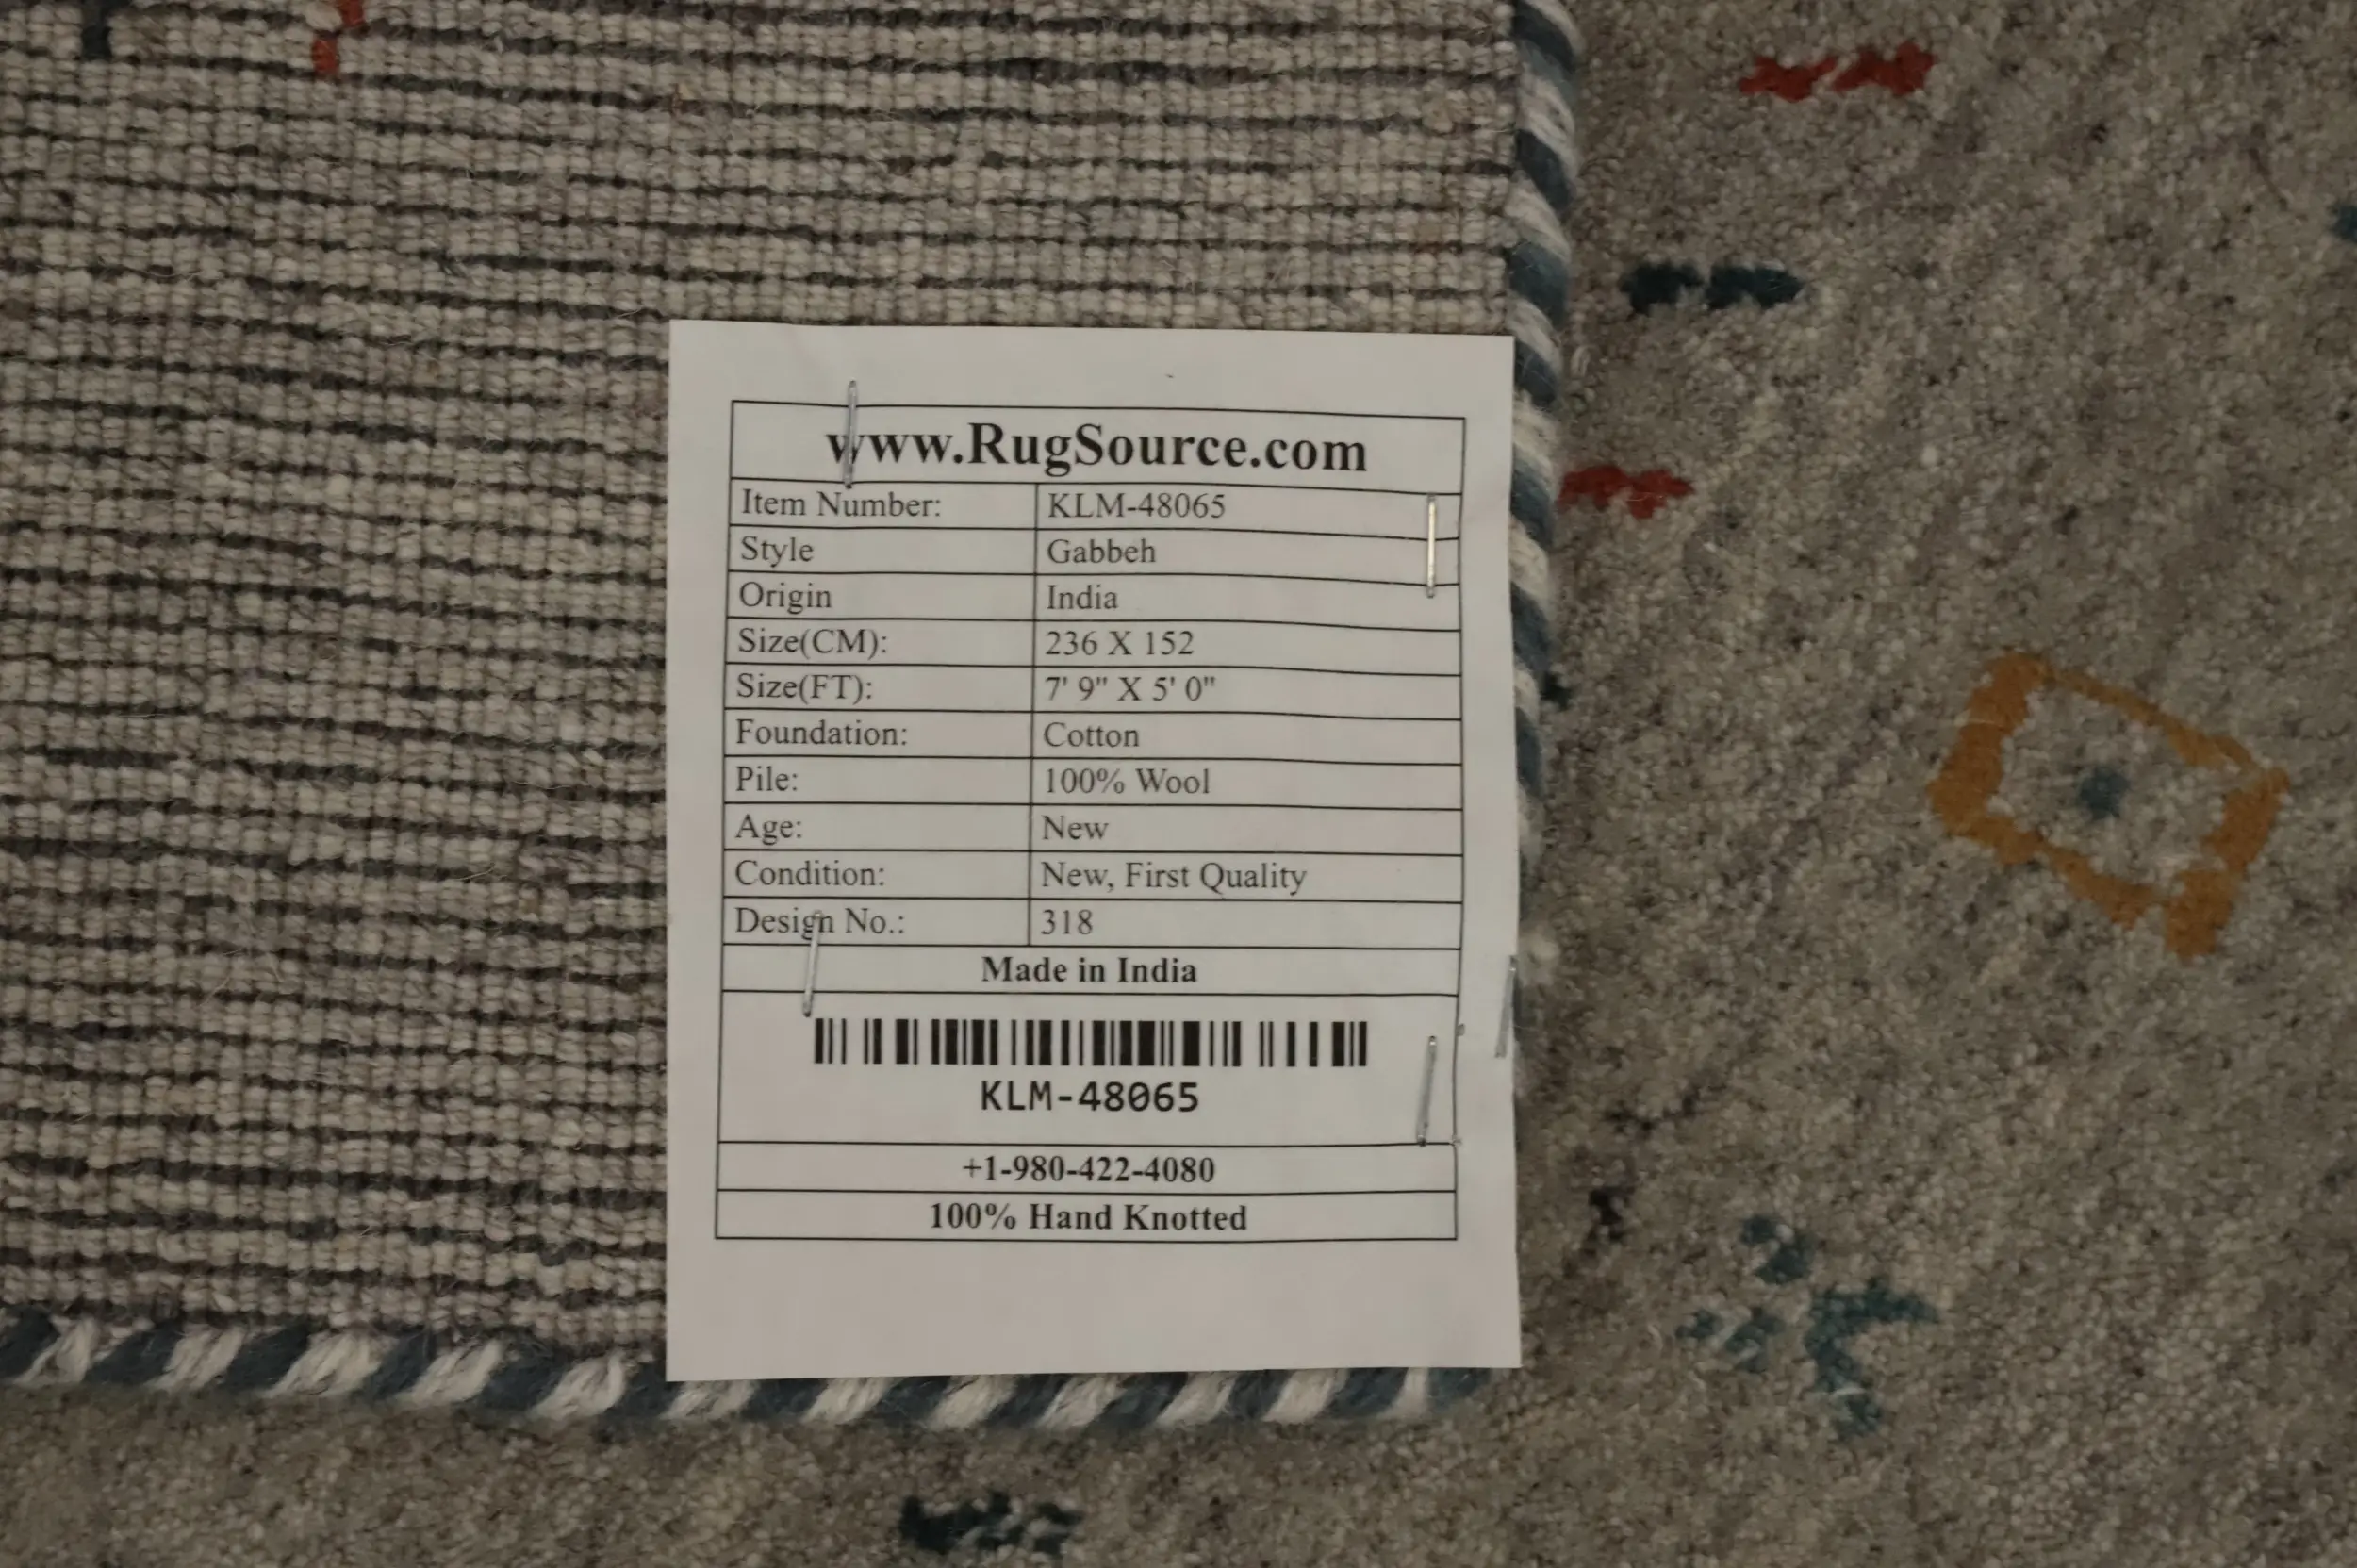 www.RugSource.com
Item Number: KLM-48065
Style Gabbeh
Origin India
Size(CM): 236 X 152
Size(FT): 7' 9" X 5' 0"
Foundation: Cotton
Pile: 100% Wool
Age: New
Condition: New, First Quality
Design No.: 318
Made in India
KLM-48065
+1-980-422-4080
100% Hand Knotted